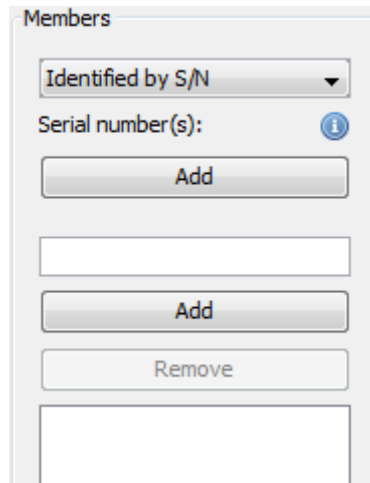 Members
Identified by S/N
Serial number(s):
Add
Add
Remove